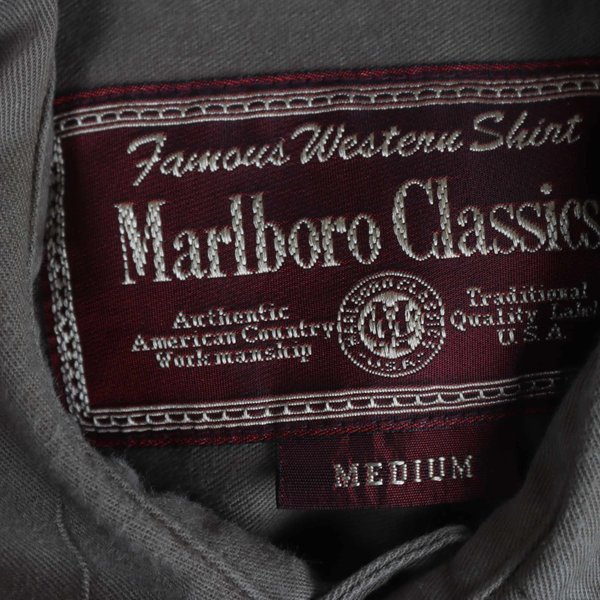 Famous Western Shirt
Marlboro Classics
Authentic
American Country
Workmanship
Traditional
Quality Label
U.S.A.
MEDIUM